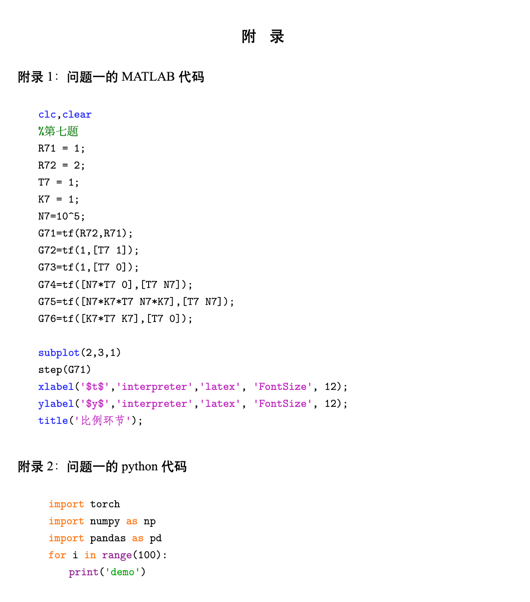 附 录
附录 1：问题一的 MATLAB 代码
clc,clear
%第七题
R71 = 1;
R72 = 2;
T7 = 1;
K7 = 1;
N7=10^5;
G71=tf(R72,R71);
G72=tf(1,[T7 1]);
G73=tf(1,[T7 0]);
G74=tf([N7*T7 0],[T7 N7]);
G75=tf([N7*K7*T7 N7*K7],[T7 N7]);
G76=tf([K7*T7 K7],[T7 0]);
subplot(2,3,1)
step(G71)
xlabel('$t$','interpreter','latex', 'FontSize', 12);
ylabel('$y$','interpreter','latex', 'FontSize', 12);
title('比例环节');
附录 2：问题一的 python 代码
import torch
import numpy as np
import pandas as pd
for i in range(100):
print('demo')